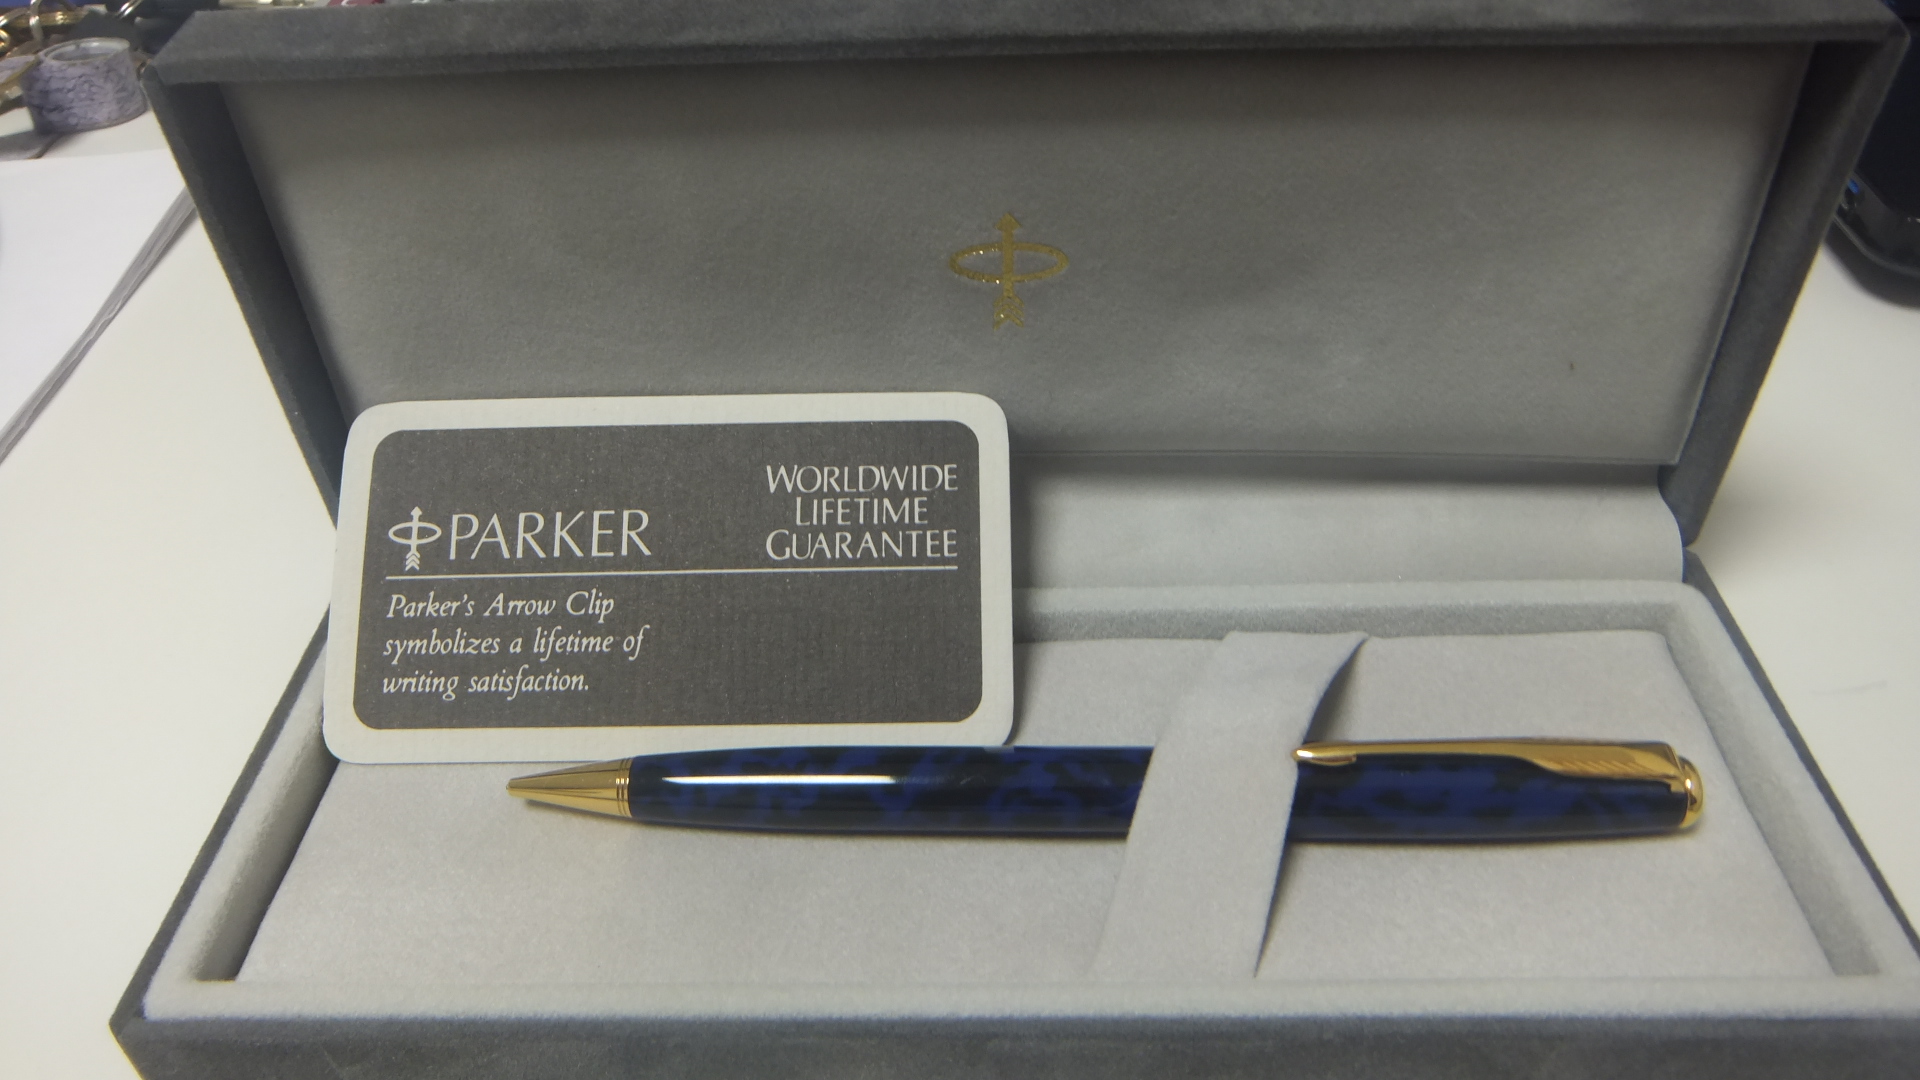 PARKER
WORLDWIDE
LIFETIME
GUARANTEE
Parker's Arrow Clip
symbolizes a lifetime of
writing satisfaction.